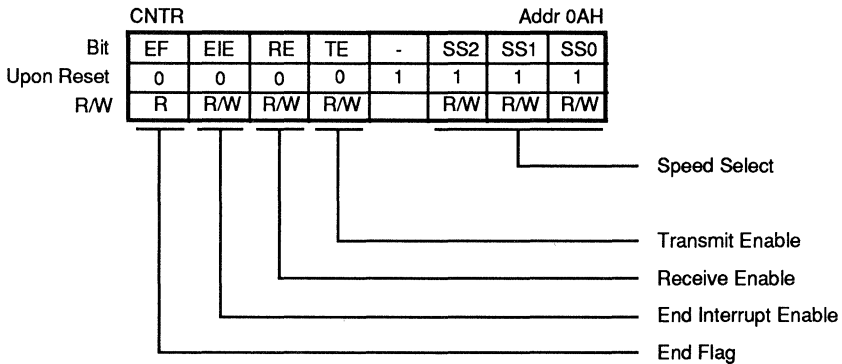 CNTR Addr 0AH
Bit EF EIE RE TE - SS2 SS1 SS0
Upon Reset 0 0 0 0 1 1 1 1
R/W R R/W R/W R/W R/W R/W R/W
Speed Select
Transmit Enable
Receive Enable
End Interrupt Enable
End Flag